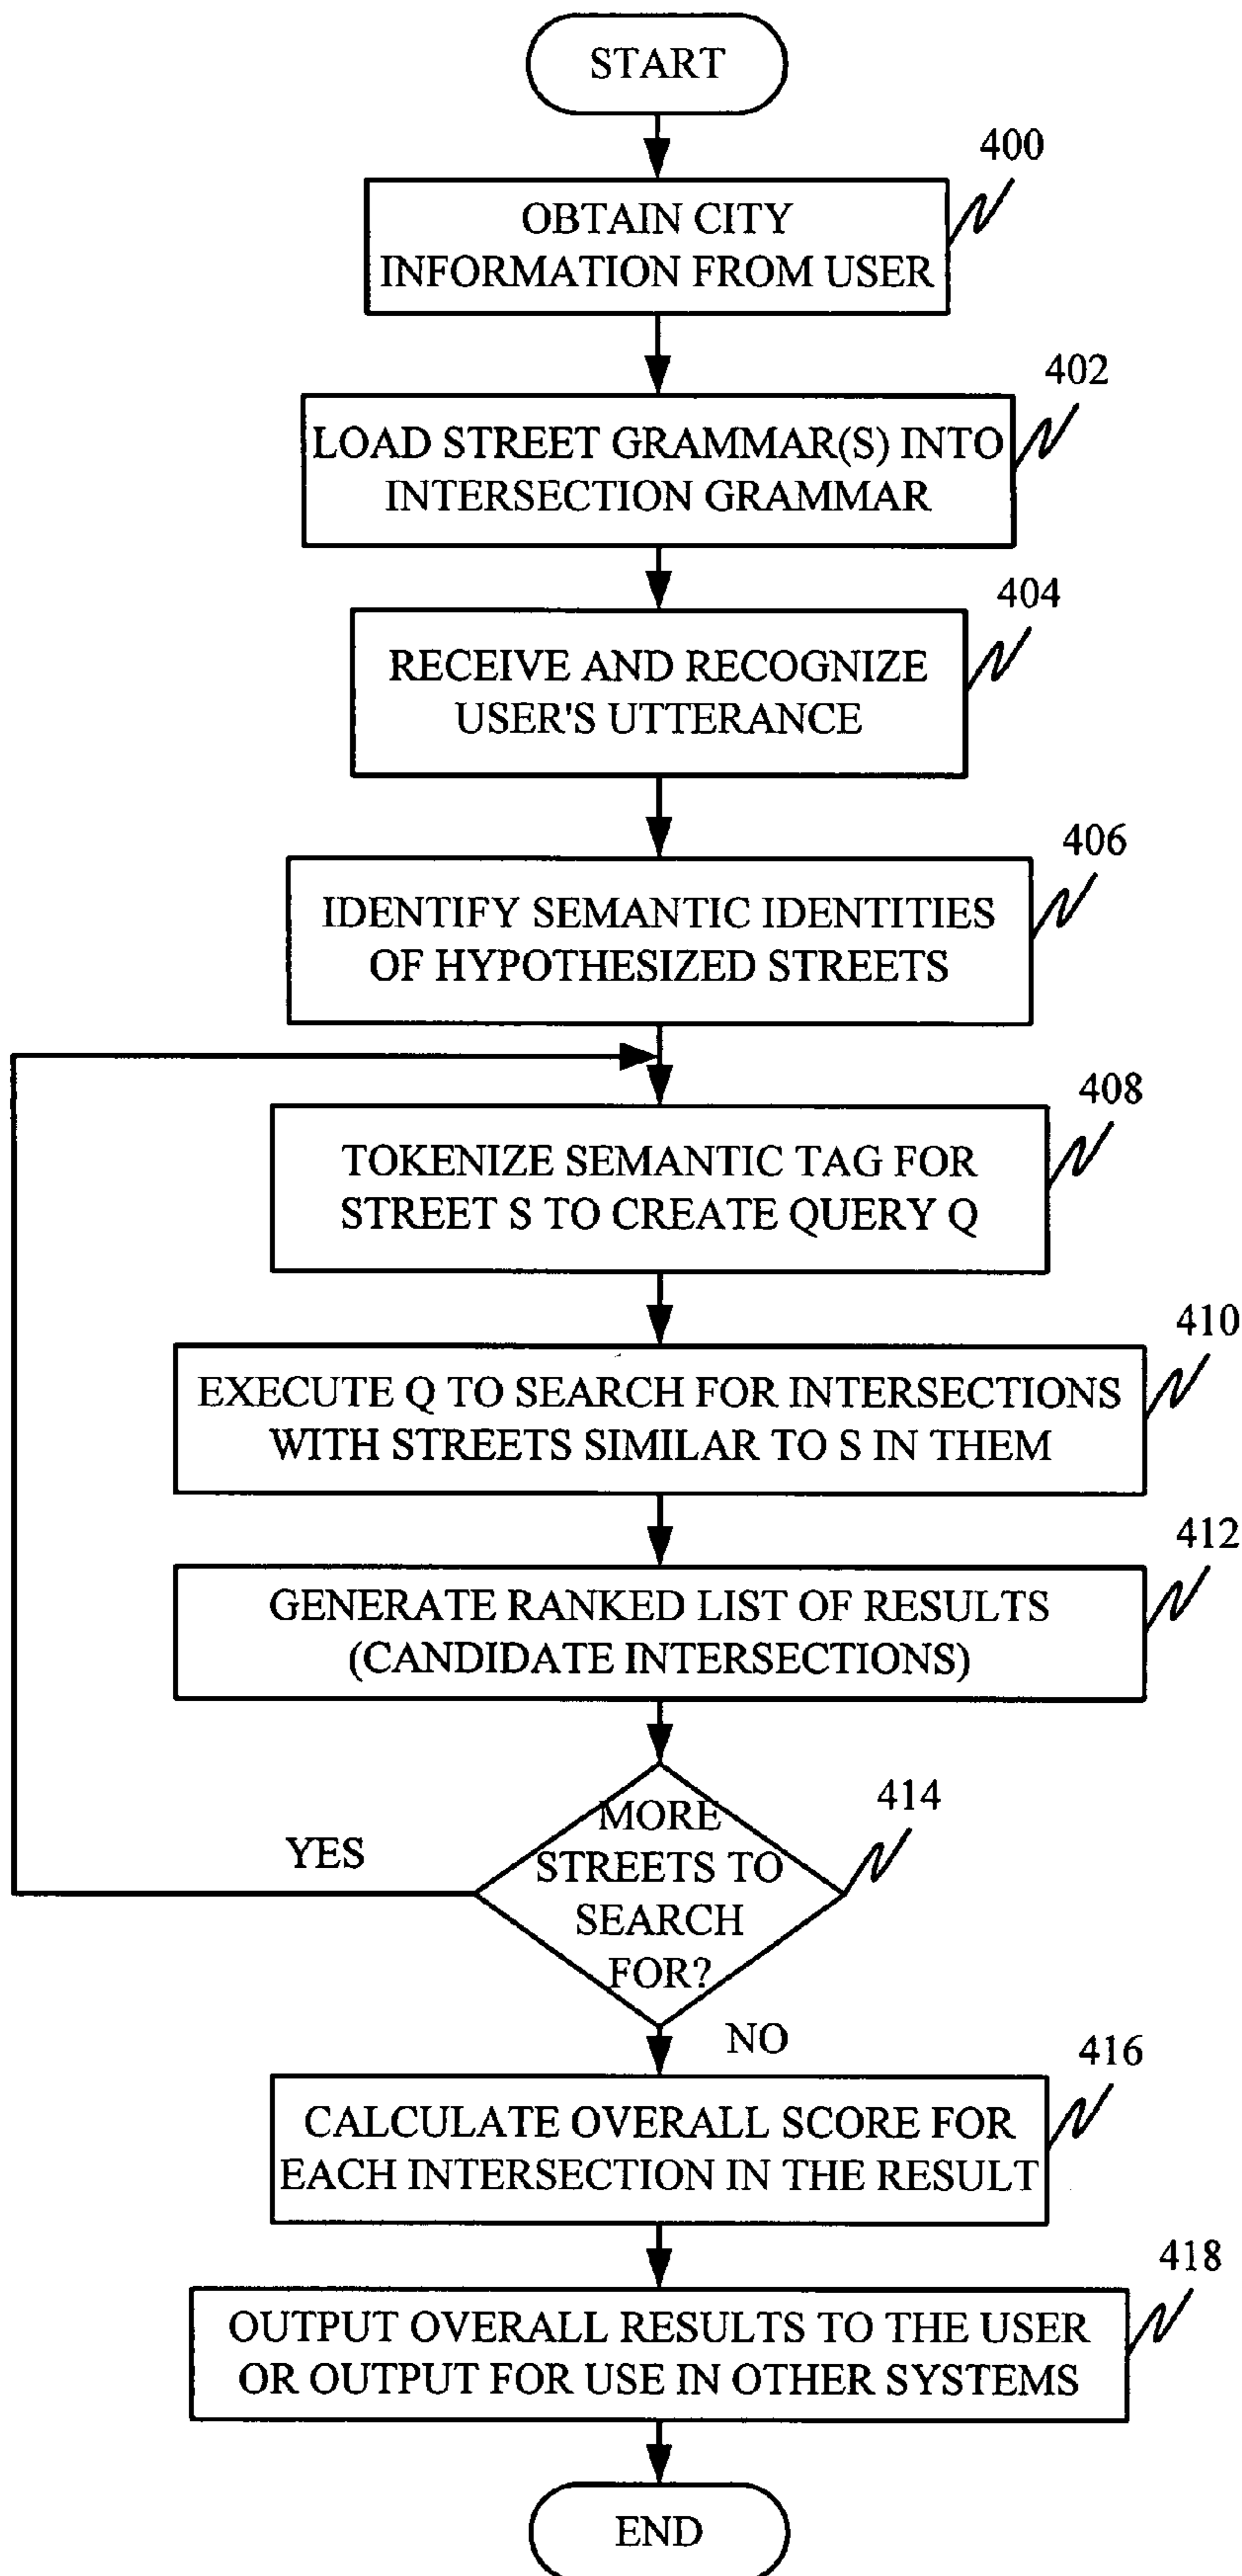 START
400
OBTAIN CITY
INFORMATION FROM USER
402
LOAD STREET GRAMMAR(S) INTO
INTERSECTION GRAMMAR
404
RECEIVE AND RECOGNIZE
USER'S UTTERANCE
406
IDENTIFY SEMANTIC IDENTITIES
OF HYPOTHESIZED STREETS
408
TOKENIZE SEMANTIC TAG FOR
STREET S TO CREATE QUERY Q
410
EXECUTE Q TO SEARCH FOR INTERSECTIONS
WITH STREETS SIMILAR TO S IN THEM
412
GENERATE RANKED LIST OF RESULTS
(CANDIDATE INTERSECTIONS)
414
MORE
STREETS TO
SEARCH
FOR?
YES
NO
416
CALCULATE OVERALL SCORE FOR
EACH INTERSECTION IN THE RESULT
418
OUTPUT OVERALL RESULTS TO THE USER
OR OUTPUT FOR USE IN OTHER SYSTEMS
END